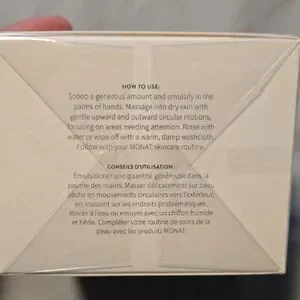 HOW TO USE:
Scoop a generous amount and emulsify in the
palms of hands. Massage into dry skin with
gentle upward and outward circular motions,
focusing on areas needing attention. Rinse with
water or wipe off with a warm, damp washcloth.
Follow with your MONAT skincare routine.
CONSEILS D'UTILISATION :
Émulsionner une quantité généreuse dans la
paume des mains. Masser délicatement sur peau
sèche en mouvements circulaires vers l'extérieur,
en insistant sur les endroits problématiques.
Rincer à l'eau ou essuyer avec un chiffon humide
et tiède. Compléter votre routine de soins de la
peau avec les produits MONAT.